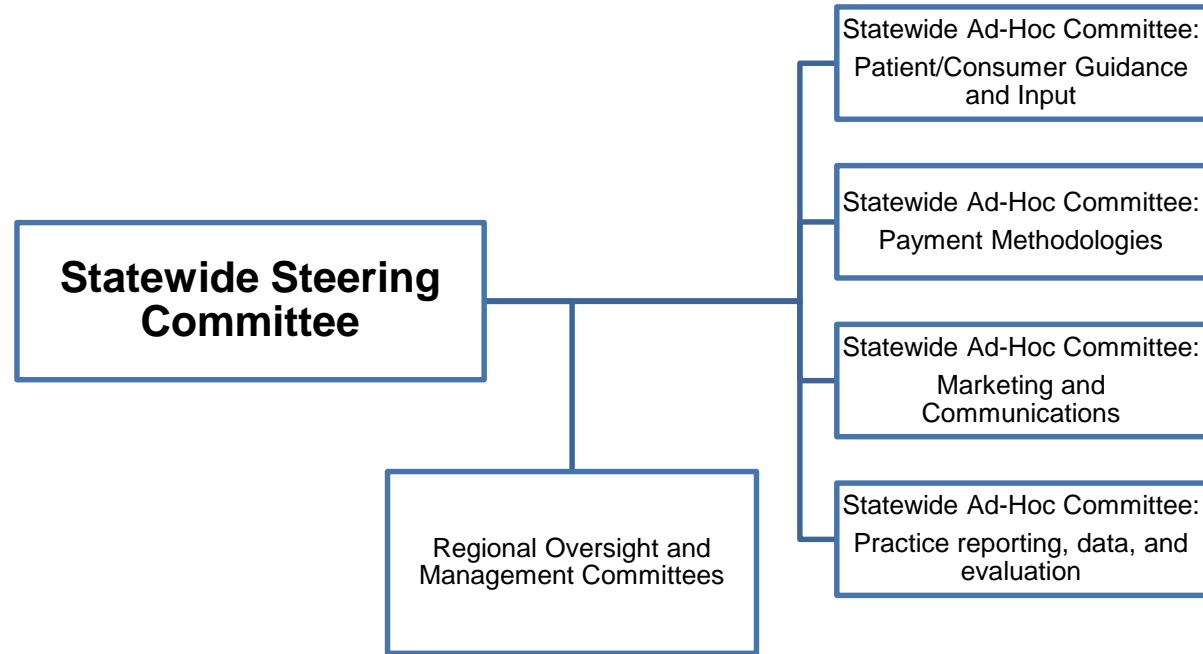 Statewide Steering
Committee
Regional Oversight and
Management Committees
Statewide Ad-Hoc Committee:
Patient/Consumer Guidance
and Input
Statewide Ad-Hoc Committee:
Payment Methodologies
Statewide Ad-Hoc Committee:
Marketing and
Communications
Statewide Ad-Hoc Committee:
Practice reporting, data, and
evaluation